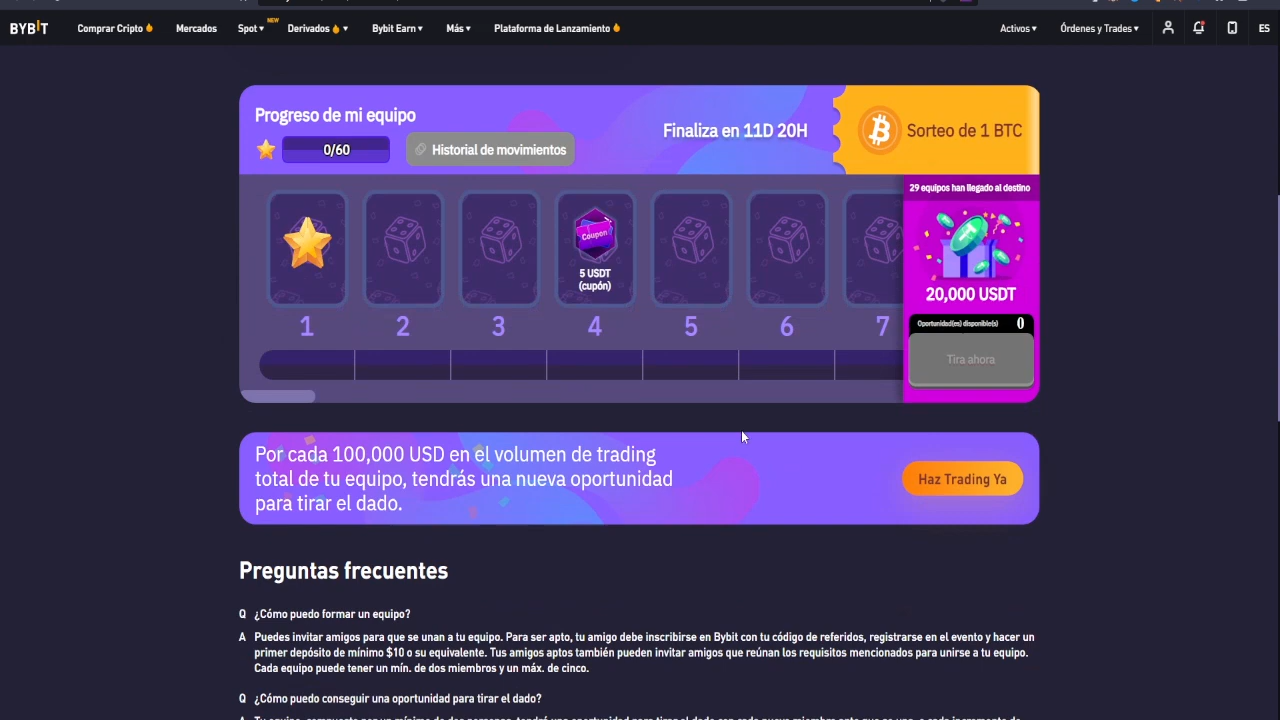 BYBIT
Comprar Cripto
Mercados
Spot
NEW
Derivados
Bybit Earn
Más
Plataforma de Lanzamiento
Activos
Órdenes y Trades
ES
Progreso de mi equipo
0/60
Historial de movimientos
Finaliza en 11D 20H
Sorteo de 1 BTC
29 equipos han llegado al destino
Coupon
5 USDT
(cupón)
1
2
3
4
5
6
7
20,000 USDT
Oportunidad(es) disponible(s) 0
Tira ahora
Por cada 100,000 USD en el volumen de trading
total de tu equipo, tendrás una nueva oportunidad
para tirar el dado.
Haz Trading Ya
Preguntas frecuentes
Q ¿Cómo puedo formar un equipo?
A Puedes invitar amigos para que se unan a tu equipo. Para ser apto, tu amigo debe inscribirse en Bybit con tu código de referidos, registrarse en el evento y hacer un
primer depósito de mínimo $10 o su equivalente. Tus amigos aptos también pueden invitar amigos que reúnan los requisitos mencionados para unirse a tu equipo.
Cada equipo puede tener un mín. de dos miembros y un máx. de cinco.
Q ¿Cómo puedo conseguir una oportunidad para tirar el dado?